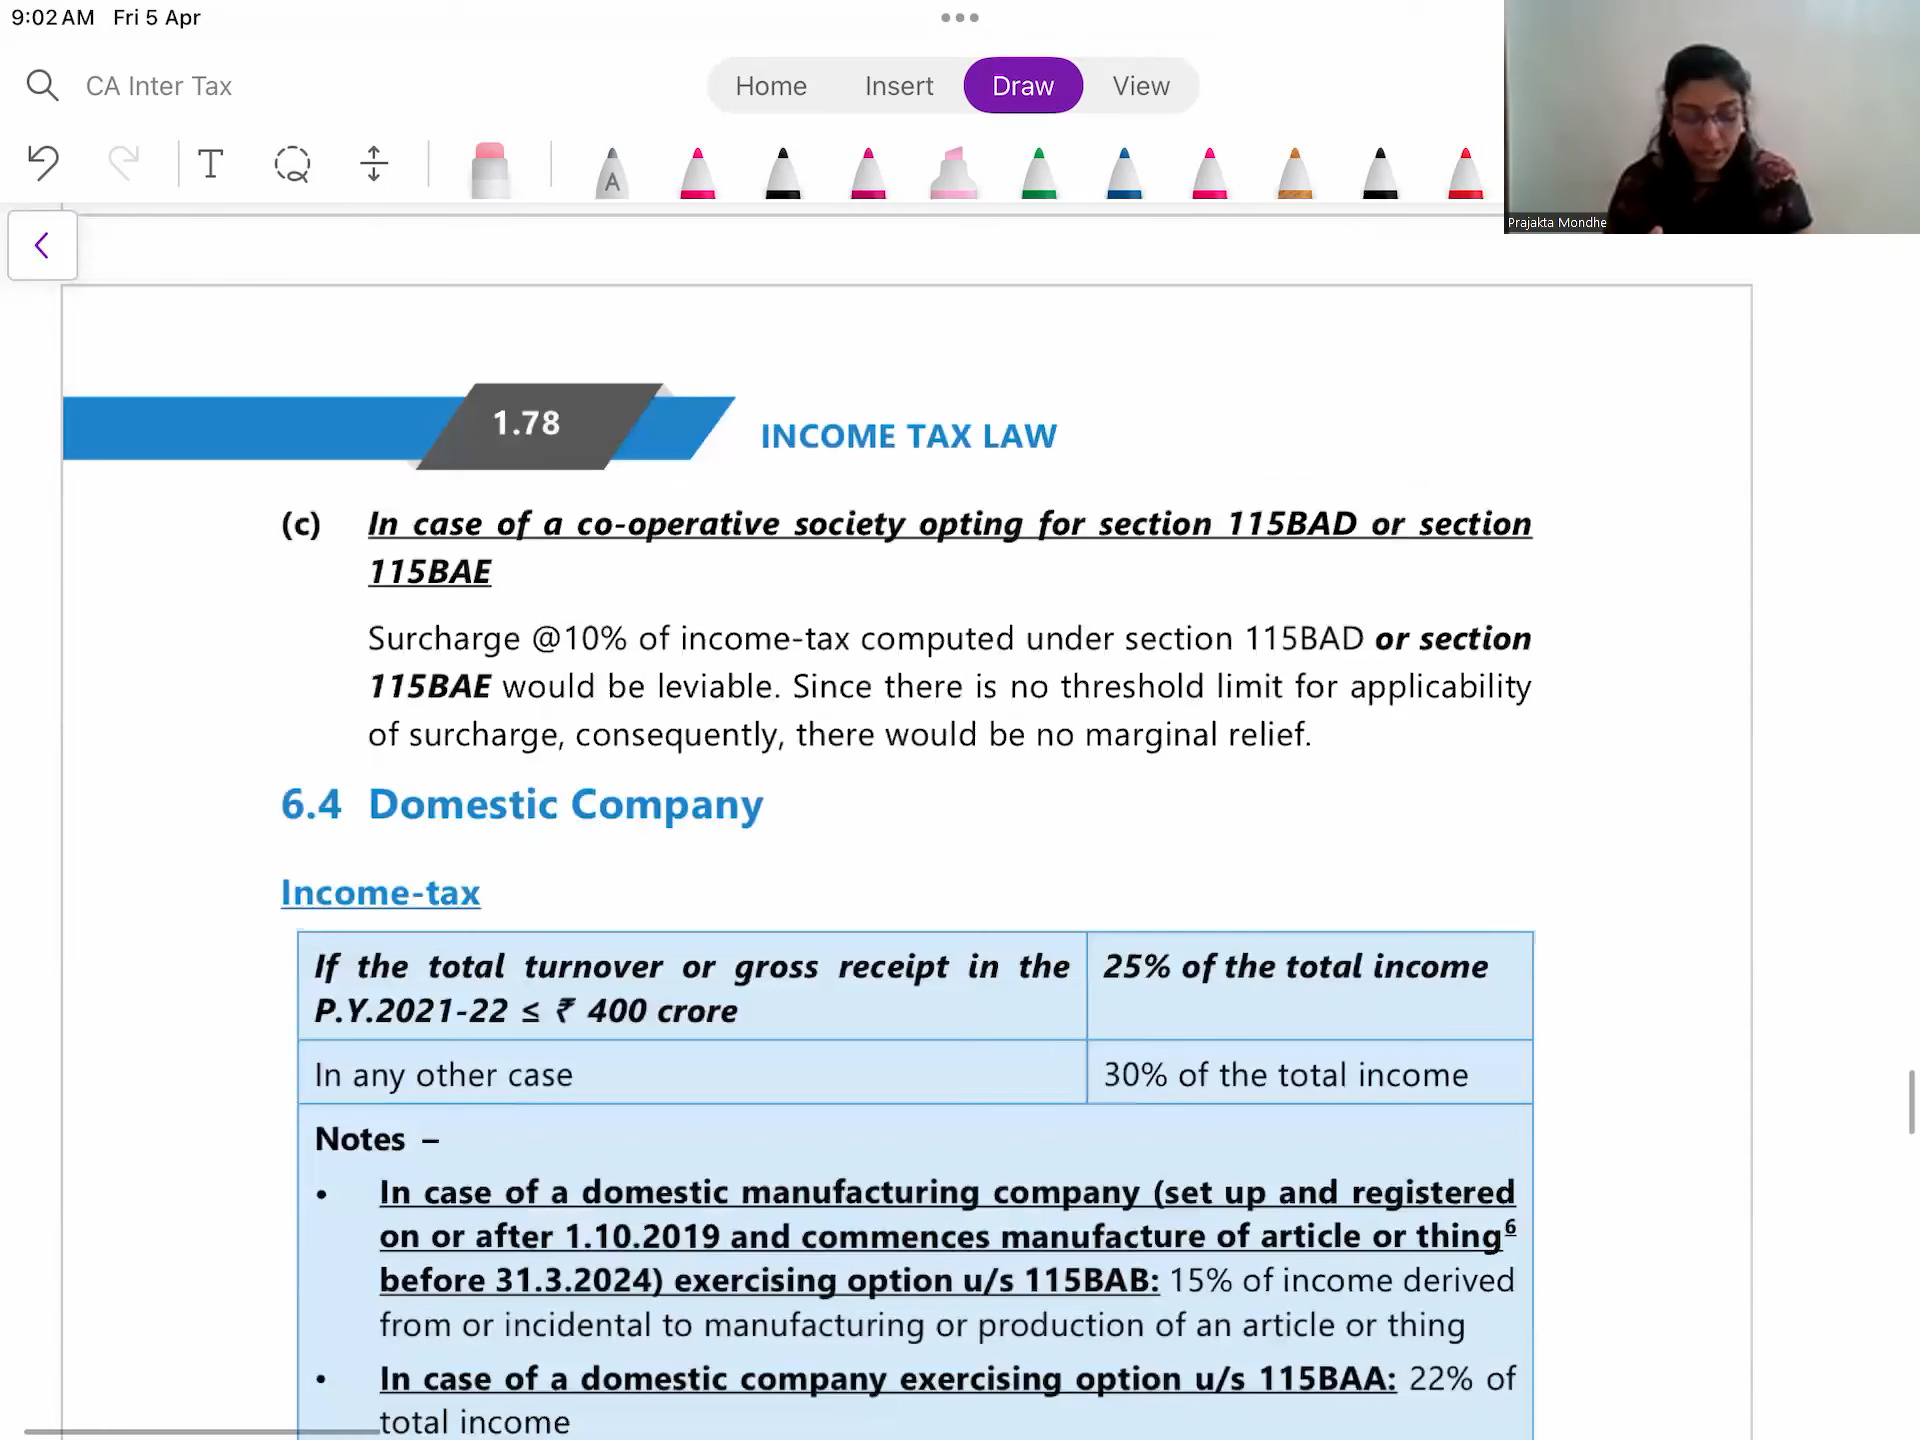 9:02 AM Fri 5 Apr
CA Inter Tax
Home Insert Draw View
T
A
Prajakta Mondhe
1.78
INCOME TAX LAW
(c) In case of a co-operative society opting for section 115BAD or section
115BAE
Surcharge @10% of income-tax computed under section 115BAD or section
115BAE would be leviable. Since there is no threshold limit for applicability
of surcharge, consequently, there would be no marginal relief.
6.4 Domestic Company
Income-tax
If the total turnover or gross receipt in the 25% of the total income
P.Y.2021-22 ≤ ₹ 400 crore
In any other case 30% of the total income
Notes –
• In case of a domestic manufacturing company (set up and registered
on or after 1.10.2019 and commences manufacture of article or thing⁶
before 31.3.2024) exercising option u/s 115BAB: 15% of income derived
from or incidental to manufacturing or production of an article or thing
• In case of a domestic company exercising option u/s 115BAA: 22% of
total income